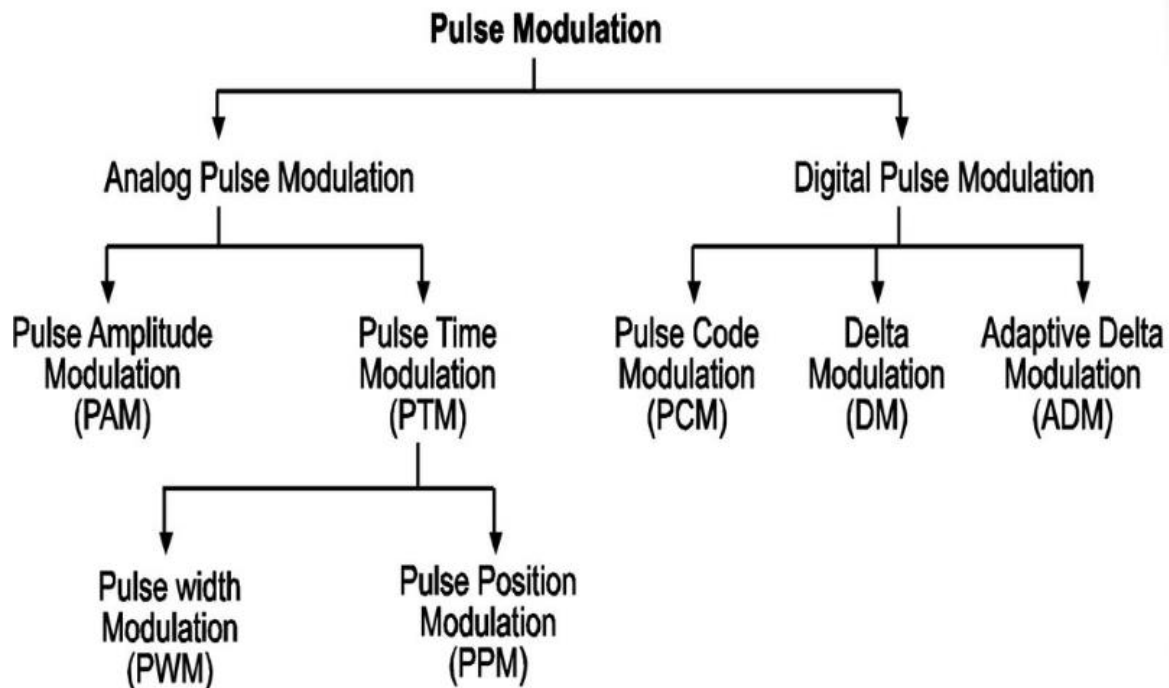 Pulse Modulation
Analog Pulse Modulation
Digital Pulse Modulation
Pulse Amplitude
Modulation
(PAM)
Pulse Time
Modulation
(PTM)
Pulse Code
Modulation
(PCM)
Delta
Modulation
(DM)
Adaptive Delta
Modulation
(ADM)
Pulse width
Modulation
(PWM)
Pulse Position
Modulation
(PPM)